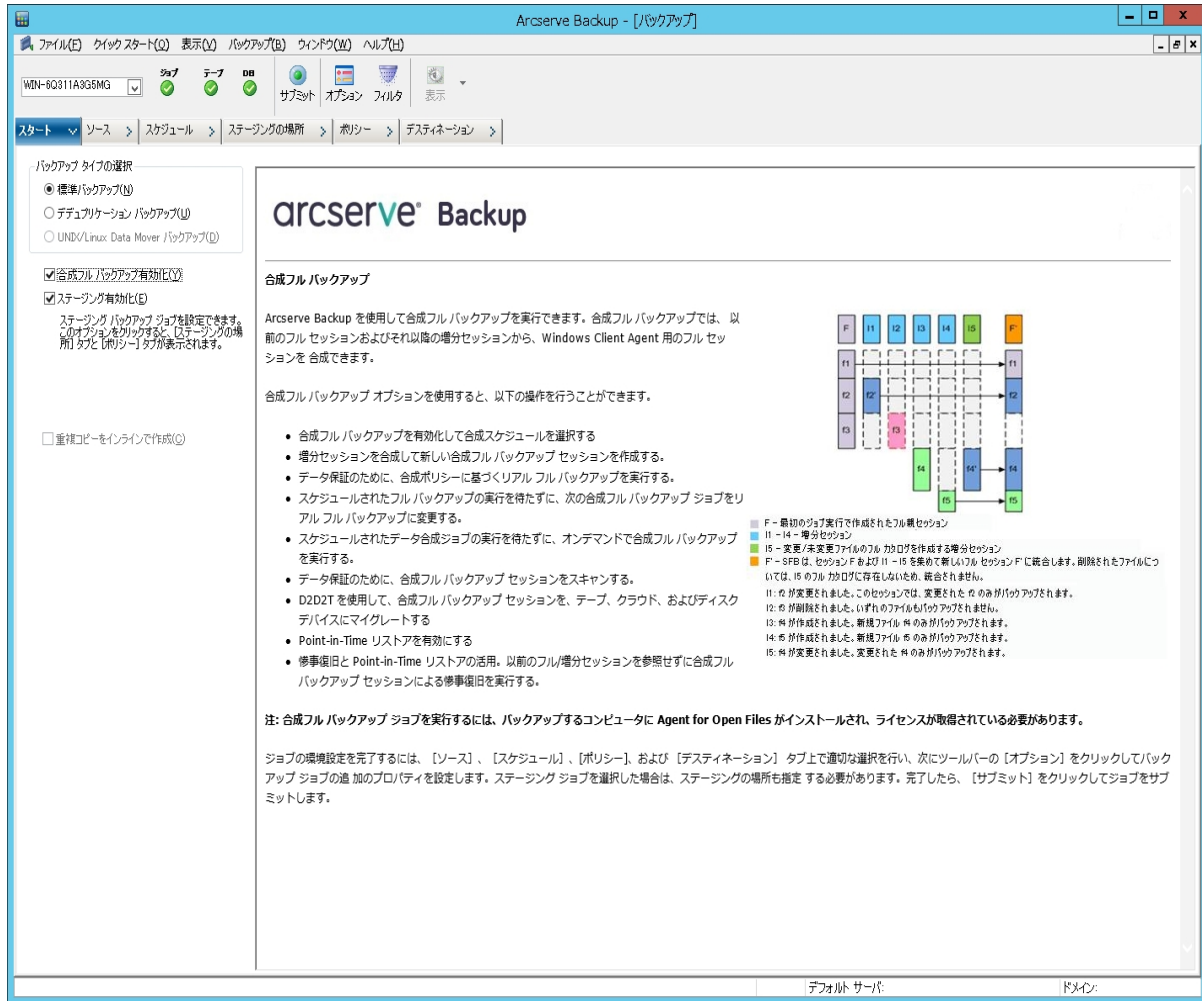 Arcserve Backup - [バックアップ]
ファイル(F) クイック スタート(Q) 表示(V) バックアップ(B) ウィンドウ(W) ヘルプ(H)
WIN-6Q311A3G5MG
ジョブ テープ DB
サブミット オプション フィルタ 表示
スタート ソース スケジュール ステージングの場所 ポリシー デスティネーション
バックアップ タイプの選択
標準バックアップ(N)
デデュプリケーション バックアップ(U)
UNIX/Linux Data Mover バックアップ(D)
合成フル バックアップ有効化(Y)
ステージング有効化(E)
ステージング バックアップ ジョブを設定できます。
このオプションをクリックすると、[ステージングの場
所] タブと [ポリシー] タブが表示されます。
重複コピーをインラインで作成(C)
arcserve® Backup
合成フル バックアップ
Arcserve Backup を使用して合成フル バックアップを実行できます。合成フル バックアップでは、 以
前のフル セッションおよびそれ以降の増分セッションから、Windows Client Agent 用のフル セッ
ションを 合成できます。
合成フル バックアップ オプションを使用すると、以下の操作を行うことができます。
• 合成フル バックアップを有効化して合成スケジュールを選択する
• 増分セッションを合成して新しい合成フル バックアップ セッションを作成する。
• データ保証のために、合成ポリシーに基づくリアル フル バックアップを実行する。
• スケジュールされたフル バックアップの実行を待たずに、次の合成フル バックアップ ジョブをリ
アル フル バックアップに変更する。
• スケジュールされたデータ合成ジョブの実行を待たずに、オンデマンドで合成フル バックアップ
を実行する。
• データ保証のために、合成フル バックアップ セッションをスキャンする。
• D2D2T を使用して、合成フル バックアップ セッションを、テープ、クラウド、およびディスク
デバイスにマイグレートする
• Point-in-Time リストアを有効にする
• 惨事復旧と Point-in-Time リストアの活用。以前のフル/増分セッションを参照せずに合成フル
バックアップ セッションによる惨事復旧を実行する。
F I1 I2 I3 I4 I5 F'
f1 f1
f2 f2' f2
f3 f3
f4 f4' f4
f5 f5
F - 最初のジョブ実行で作成されたフル親セッション
I1 - I4 - 増分セッション
I5 - 変更/未変更ファイルのフル カタログを作成する増分セッション
F' - SFB は、セッション F および I1 - I5 を集めて新しいフル セッション F' に統合します。削除されたファイルにつ
いては、I5 のフル カタログに存在しないため、統合されません。
I1: f2 が変更されました。このセッションでは、変更された f2 のみがバックアップされます。
I2: f3 が削除されました。いずれのファイルもバックアップされません。
I3: f4 が作成されました。新規ファイル f4 のみがバックアップされます。
I4: f5 が作成されました。新規ファイル f5 のみがバックアップされます。
I5: f4 が変更されました。変更された f4 のみがバックアップされます。
注: 合成フル バックアップ ジョブを実行するには、バックアップするコンピュータに Agent for Open Files がインストールされ、ライセンスが取得されている必要があります。
ジョブの環境設定を完了するには、 [ソース] 、 [スケジュール] 、[ポリシー]、および [デスティネーション] タブ上で適切な選択を行い、次にツールバーの [オプション] をクリックしてバック
アップ ジョブの追 加のプロパティを設定します。ステージング ジョブを選択した場合は、ステージングの場所も指定 する必要があります。完了したら、 [サブミット] をクリックしてジョブをサブ
ミットします。
デフォルト サーバ: ドメイン: